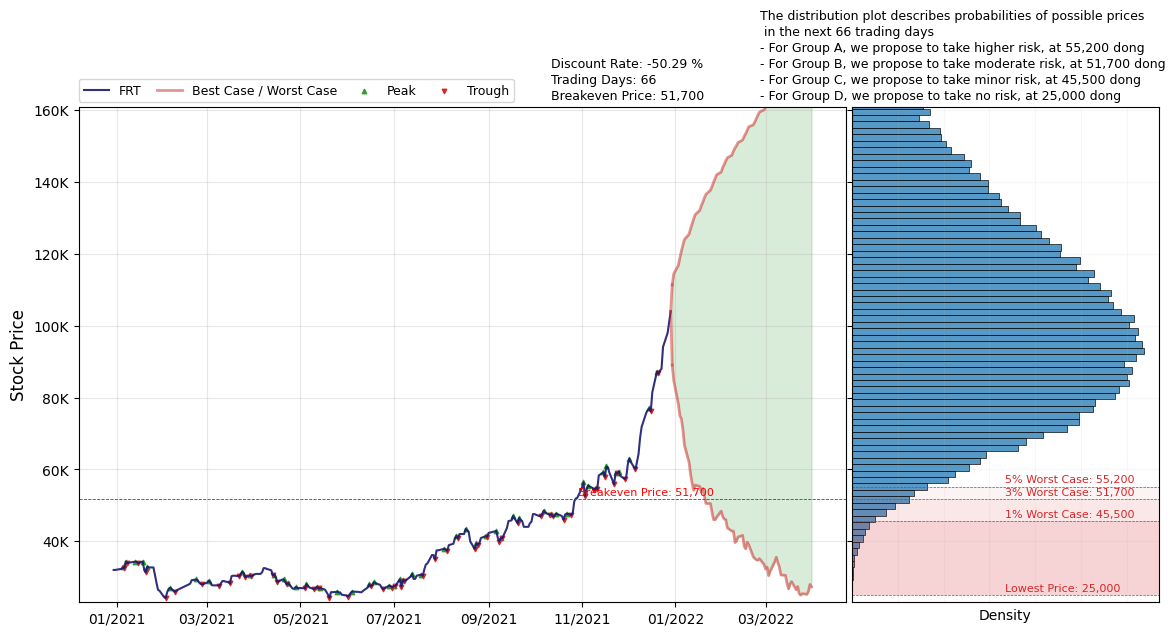 The distribution plot describes probabilities of possible prices
in the next 66 trading days
- For Group A, we propose to take higher risk, at 55,200 dong
- For Group B, we propose to take moderate risk, at 51,700 dong
- For Group C, we propose to take minor risk, at 45,500 dong
- For Group D, we propose to take no risk, at 25,000 dong
Discount Rate: -50.29 %
Trading Days: 66
Breakeven Price: 51,700
FRT
Best Case / Worst Case
Peak
Trough
Stock Price
160K
140K
120K
100K
80K
60K
40K
Breakeven Price: 51,700
01/2021
03/2021
05/2021
07/2021
09/2021
11/2021
01/2022
03/2022
5% Worst Case: 55,200
3% Worst Case: 51,700
1% Worst Case: 45,500
Lowest Price: 25,000
Density